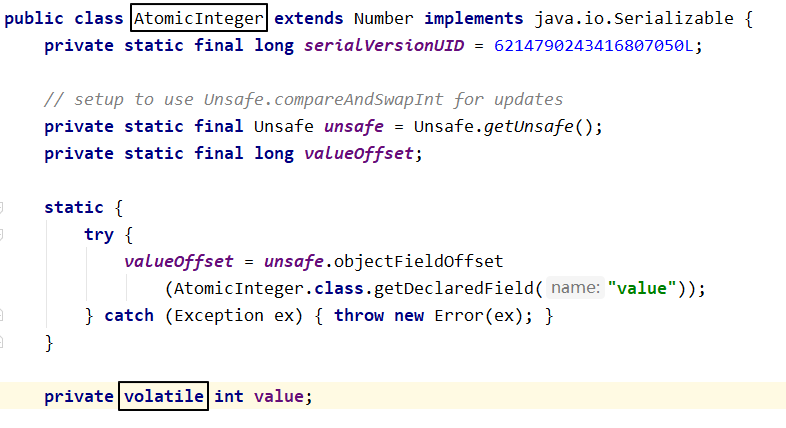 public class AtomicInteger extends Number implements java.io.Serializable {
private static final long serialVersionUID = 6214790243416807050L;
// setup to use Unsafe.compareAndSwapInt for updates
private static final Unsafe unsafe = Unsafe.getUnsafe();
private static final long valueOffset;
static {
try {
valueOffset = unsafe.objectFieldOffset
(AtomicInteger.class.getDeclaredField( name: "value"));
} catch (Exception ex) { throw new Error(ex); }
}
private volatile int value;